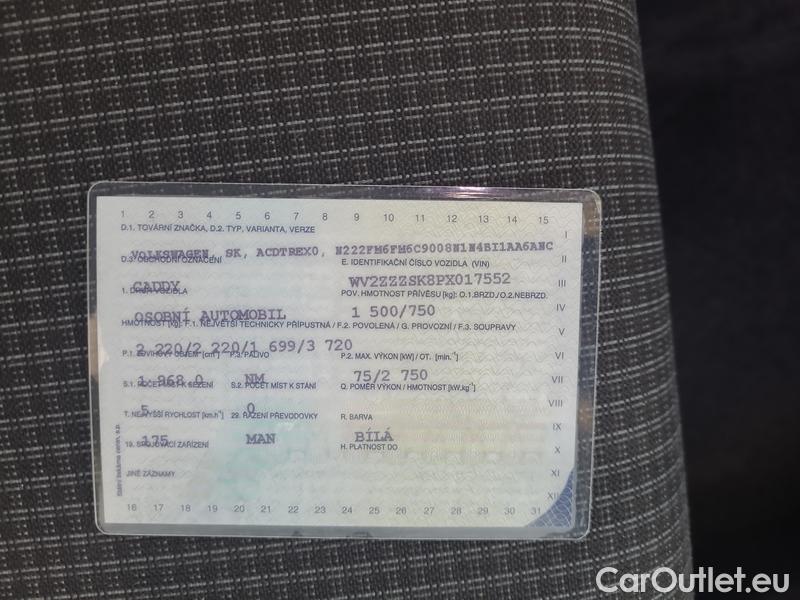 1 2 3 4 5 6 7 8 9 10 11 12 13 14 15
D.1. TOVÁRNÍ ZNAČKA, D.2. TYP, VARIANTA, VERZE
I
VOLKSWAGEN, SK, ACDTREX0, N222FM6FM6C9008N1N4BI1AA6ANC
D.3. OBCHODNÍ OZNAČENÍ E. IDENTIFIKAČNÍ ČÍSLO VOZIDLA (VIN)
II
CADDY WV2ZZZSK8PX017552
III
1. DRUH VOZIDLA POV. HMOTNOST PŘÍVĚSU [kg]: O.1.BRZD./O.2.NEBRZD.
OSOBNÍ AUTOMOBIL 1 500/750
IV
HMOTNOST [kg]: F.1. NEJVĚTŠÍ TECHNICKY PŘÍPUSTNÁ / F.2. POVOLENÁ / G. PROVOZNÍ / F.3. SOUPRAVY
V
2 220/2 220/1 699/3 720
P.1. ZDVIHOVÝ OBJEM [cm³] P.3. PALIVO P.2. MAX. VÝKON [kW] / OT. [min.⁻¹]
VI
1 968.0 NM 75/2 750
VII
S.1. POČET MÍST K SEZENÍ S.2. POČET MÍST K STÁNÍ Q. POMĚR VÝKON / HMOTNOST [kW.kg⁻¹]
5 0
VIII
T. NEJVYŠŠÍ RYCHLOST [km.h⁻¹] 29. ŘAZENÍ PŘEVODOVKY R. BARVA
IX
175 MAN BÍLÁ
19. SPOJOVACÍ ZAŘÍZENÍ H. PLATNOST DO
X
JINÉ ZÁZNAMY
XI
XII
16 17 18 19 20 21 22 23 24 25 26 27 28 29 30 31
Státní tiskárna cenin, s.p.
CarOutlet.eu